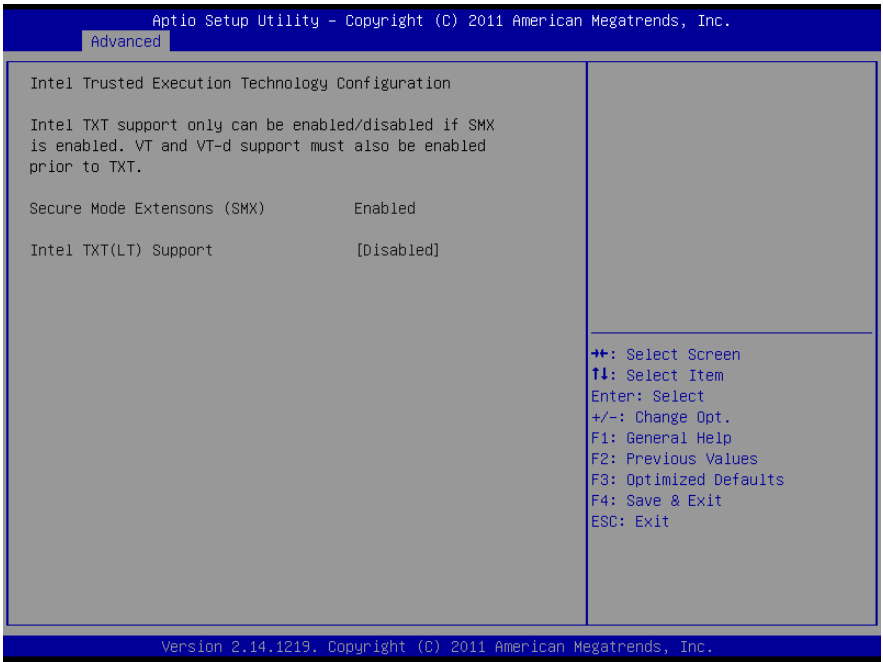 Aptio Setup Utility – Copyright (C) 2011 American Megatrends, Inc.
Advanced
Intel Trusted Execution Technology Configuration
Intel TXT support only can be enabled/disabled if SMX
is enabled. VT and VT-d support must also be enabled
prior to TXT.
Secure Mode Extensons (SMX) Enabled
Intel TXT(LT) Support [Disabled]
→←: Select Screen
↑↓: Select Item
Enter: Select
+/-: Change Opt.
F1: General Help
F2: Previous Values
F3: Optimized Defaults
F4: Save & Exit
ESC: Exit
Version 2.14.1219. Copyright (C) 2011 American Megatrends, Inc.